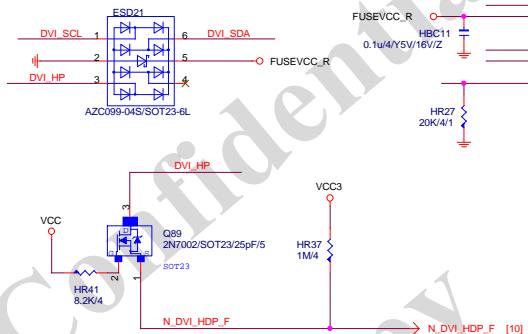 ESD21
DVI_SCL 1 6 DVI_SDA
2 5 FUSEVCC_R
DVI_HP 3 4
AZC099-04S/SOT23-6L
FUSEVCC_R
HBC11
0.1u/4/Y5V/16V/Z
HR27
20K/4/1
DVI_HP
3
VCC
D
G S
Q89
2N7002/SOT23/25pF/5
SOT23
HR41
8.2K/4
2
1
VCC3
HR37
1M/4
N_DVI_HDP_F
N_DVI_HDP_F [10]
Confidential